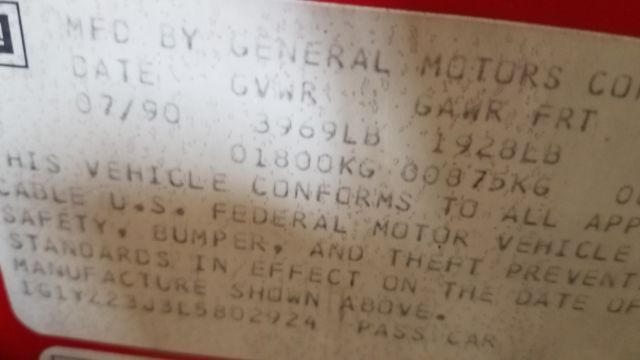 MFD BY GENERAL MOTORS CO
DATE GVWR GAWR FRT
07/90 3969LB 1928LB
01800KG 00875KG 0
HIS VEHICLE CONFORMS TO ALL APP
CABLE U.S. FEDERAL MOTOR VEHICLE
SAFETY, BUMPER, AND THEFT PREVENT
STANDARDS IN EFFECT ON THE DATE OF
MANUFACTURE SHOWN ABOVE.
1G1YZ23J3L5802924 PASS CAR